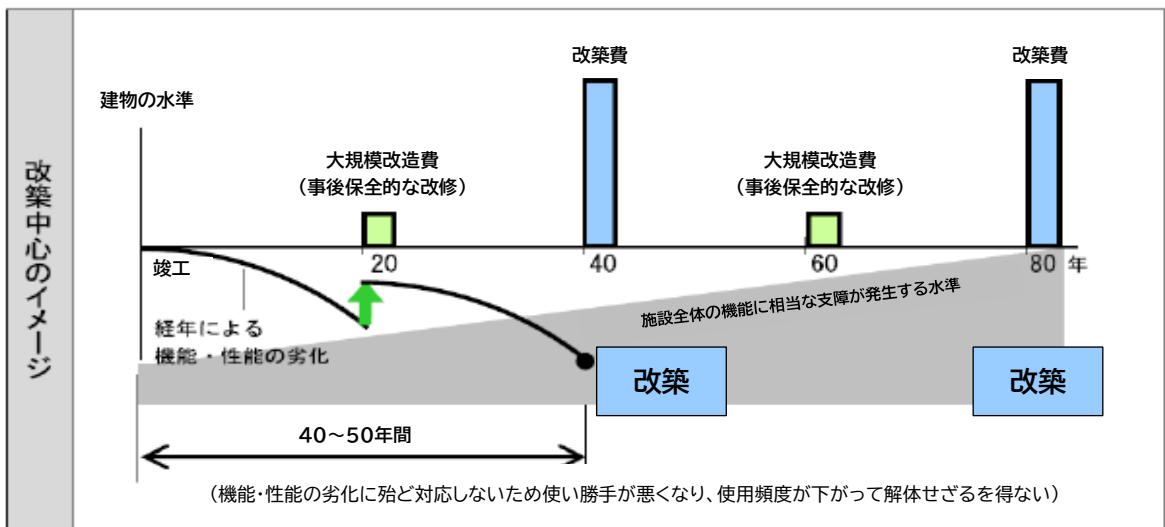 改築中心のイメージ
改築費
改築費
建物の水準
大規模改造費
（事後保全的な改修）
大規模改造費
（事後保全的な改修）
竣工
20
40
60
80 年
施設全体の機能に相当な支障が発生する水準
経年による
機能・性能の劣化
改築
改築
40～50年間
（機能・性能の劣化に殆ど対応しないため使い勝手が悪くなり、使用頻度が下がって解体せざるを得ない）